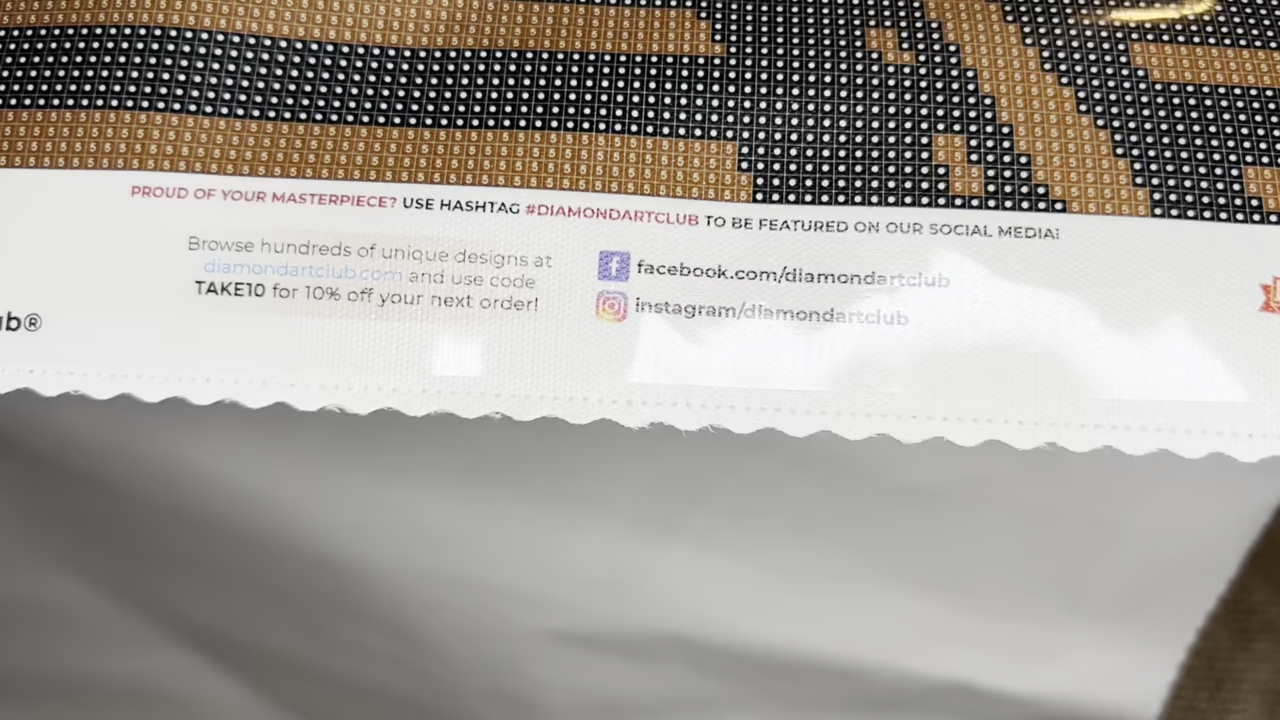 PROUD OF YOUR MASTERPIECE? USE HASHTAG #DIAMONDARTCLUB TO BE FEATURED ON OUR SOCIAL MEDIA!
Browse hundreds of unique designs at
diamondartclub.com and use code
TAKE10 for 10% off your next order!
facebook.com/diamondartclub
instagram/diamondartclub
ub®